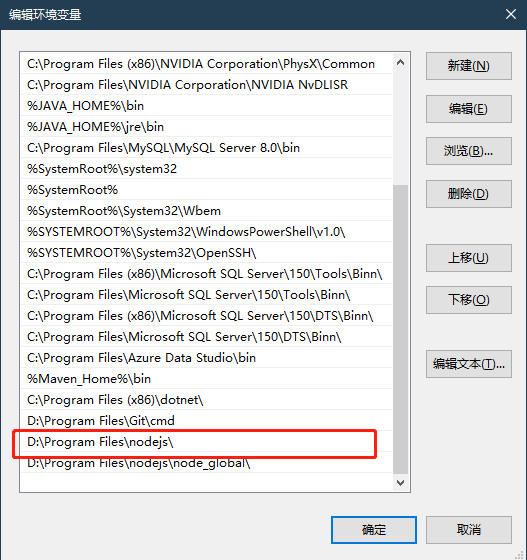 编辑环境变量
C:\Program Files (x86)\NVIDIA Corporation\PhysX\Common
C:\Program Files\NVIDIA Corporation\NVIDIA NvDLISR
%JAVA_HOME%\bin
%JAVA_HOME%\jre\bin
C:\Program Files\MySQL\MySQL Server 8.0\bin
%SystemRoot%\system32
%SystemRoot%
%SystemRoot%\System32\Wbem
%SYSTEMROOT%\System32\WindowsPowerShell\v1.0\
%SYSTEMROOT%\System32\OpenSSH\
C:\Program Files (x86)\Microsoft SQL Server\150\Tools\Binn\
C:\Program Files\Microsoft SQL Server\150\Tools\Binn\
C:\Program Files (x86)\Microsoft SQL Server\150\DTS\Binn\
C:\Program Files\Microsoft SQL Server\150\DTS\Binn\
C:\Program Files\Azure Data Studio\bin
%Maven_Home%\bin
C:\Program Files (x86)\dotnet\
D:\Program Files\Git\cmd
D:\Program Files\nodejs\
D:\Program Files\nodejs\node_global\
新建(N)
编辑(E)
浏览(B)...
删除(D)
上移(U)
下移(O)
编辑文本(T)...
确定
取消